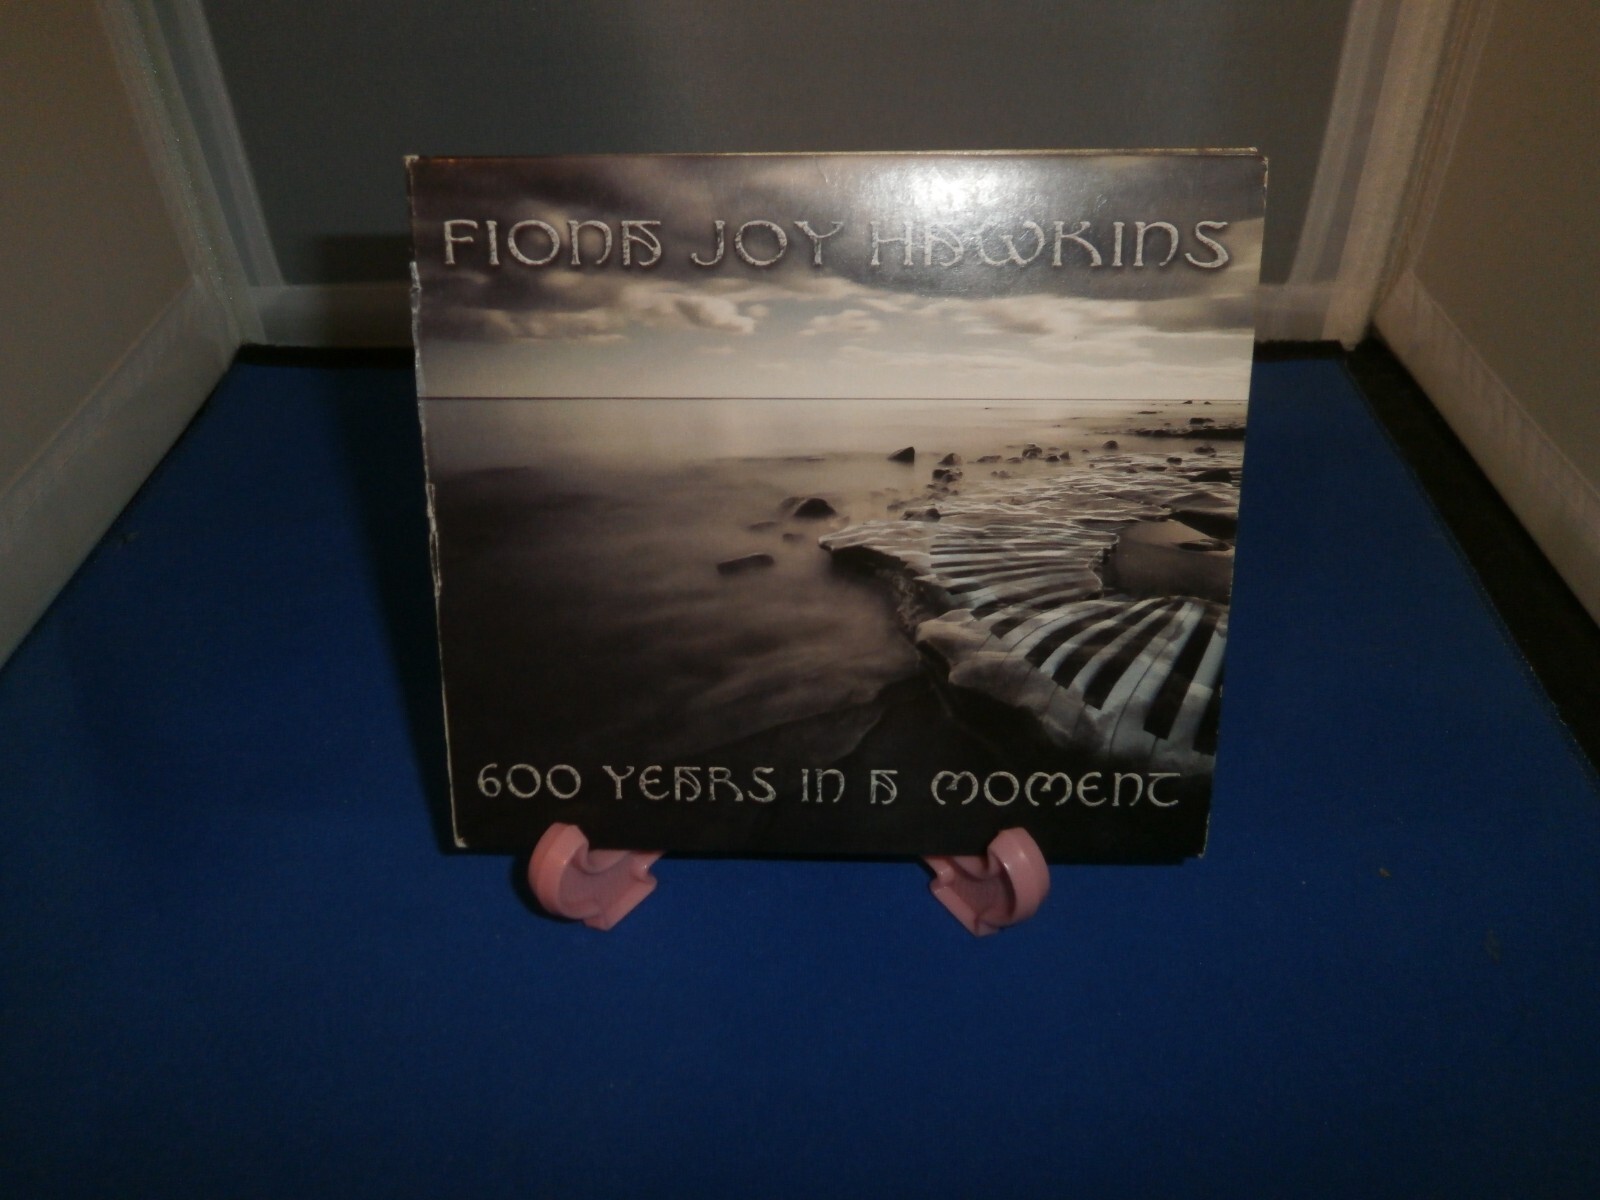 FIONA JOY HAWKINS
600 YEARS IN A MOMENT